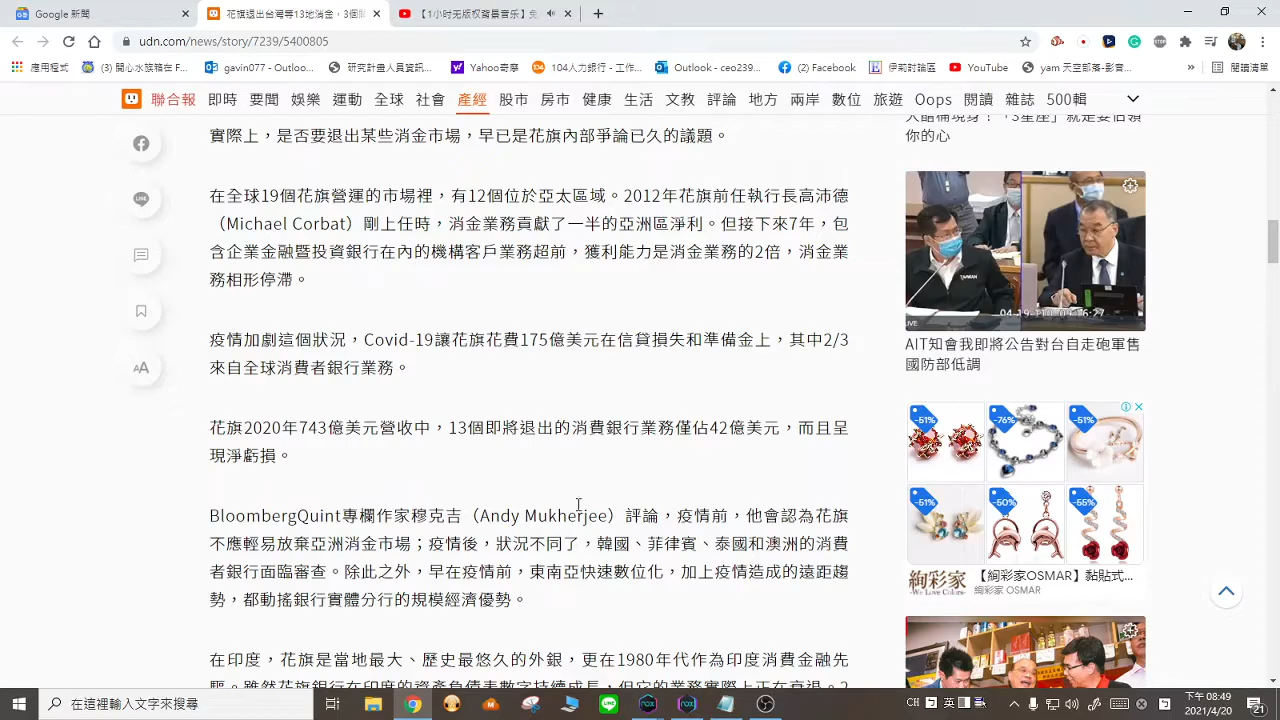 Google 新聞
花旗退出台灣等13地消金，3個關
【1小时无版权背景音乐】免
udn.com/news/story/7239/5400805
應用程式
(3) 開心水族箱在 F...
gavin077 - Outloo...
研究計畫人員資訊...
Yahoo奇摩
104人力銀行 - 工作...
Outlook - ceo239...
(2) Facebook
伊莉討論區
YouTube
yam 天空部落-影音...
»
閱讀清單
聯合報 即時 要聞 娛樂 運動 全球 社會 產經 股市 房市 健康 生活 文教 評論 地方 兩岸 數位 旅遊 Oops 閱讀 雜誌 500輯
實際上，是否要退出某些消金市場，早已是花旗內部爭論已久的議題。
在全球19個花旗營運的市場裡，有12個位於亞太區域。2012年花旗前任執行長高沛德
（Michael Corbat）剛上任時，消金業務貢獻了一半的亞洲區淨利。但接下來7年，包
含企業金融暨投資銀行在內的機構客戶業務超前，獲利能力是消金業務的2倍，消金業
務相形停滯。
疫情加劇這個狀況，Covid-19讓花旗花費175億美元在信貸損失和準備金上，其中2/3
來自全球消費者銀行業務。
花旗2020年743億美元營收中，13個即將退出的消費銀行業務僅佔42億美元，而且呈
現淨虧損。
BloombergQuint專欄作家穆克吉（Andy Mukherjee）評論，疫情前，他會認為花旗
不應輕易放棄亞洲消金市場；疫情後，狀況不同了，韓國、菲律賓、泰國和澳洲的消費
者銀行面臨審查。除此之外，早在疫情前，東南亞快速數位化，加上疫情造成的遠距趨
勢，都動搖銀行實體分行的規模經濟優勢。
在印度，花旗是當地最大、歷史最悠久的外銀，更在1980年代作為印度消費金融先
LINE
AA
你的心
TAIWAN
LIVE
AIT知會我即將公告對台自走砲軍售
國防部低調
-51% -76% -51%
-51% -50% -55%
絢彩家
-We Love Colors-
【絢彩家OSMAR】黏貼式...
絢彩家 OSMAR
在這裡輸入文字來搜尋
CH
下午 08:49
2021/4/20
21